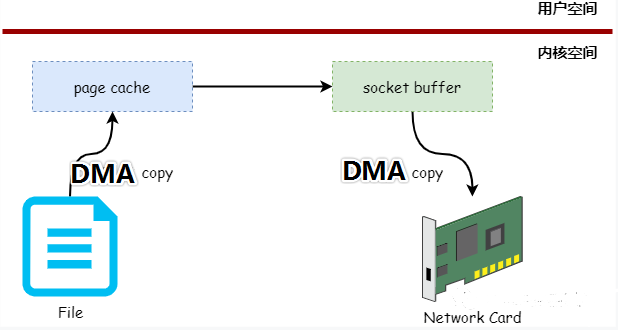 用户空间
内核空间
page cache
socket buffer
DMA copy
DMA copy
File
Network Card